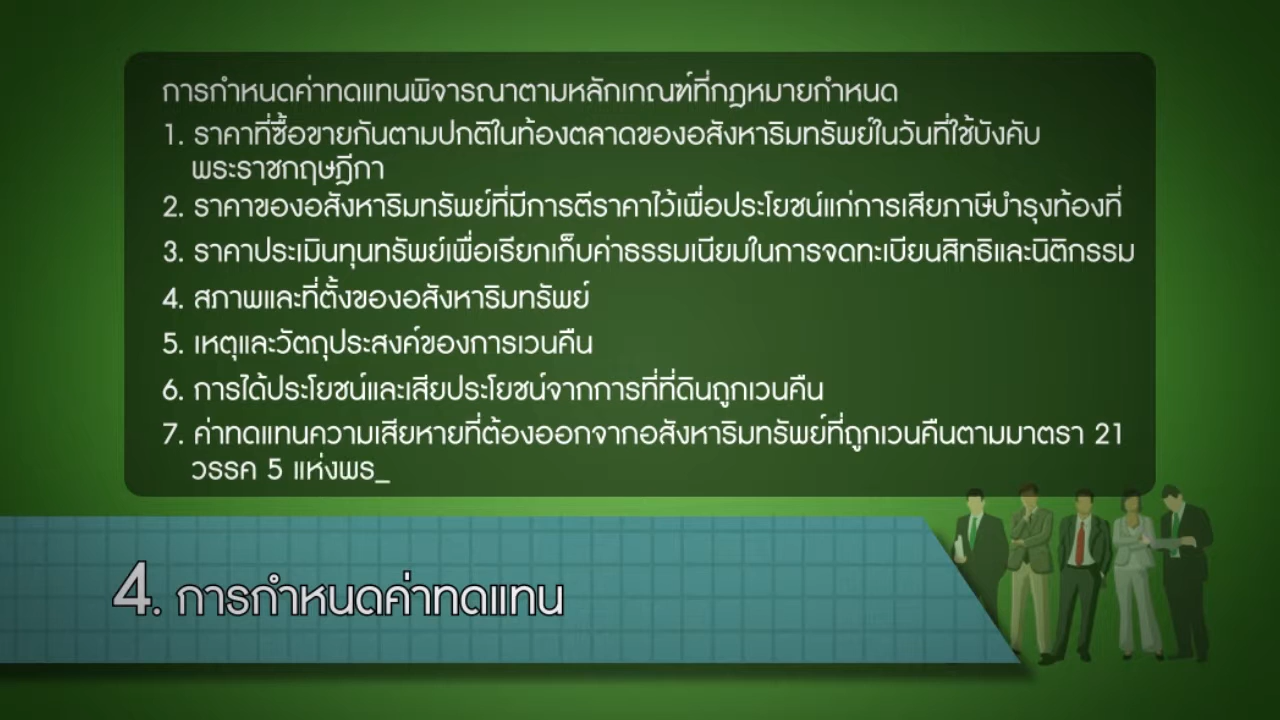 การกำหนดค่าทดแทนพิจารณาตามหลักเกณฑ์ที่กฎหมายกำหนด
1. ราคาที่ซื้อขายกันตามปกติในท้องตลาดของอสังหาริมทรัพย์ในวันที่ใช้บังคับ
พระราชกฤษฎีกา
2. ราคาของอสังหาริมทรัพย์ที่มีการตีราคาไว้เพื่อประโยชน์แก่การเสียภาษีบำรุงท้องที่
3. ราคาประเมินทุนทรัพย์เพื่อเรียกเก็บค่าธรรมเนียมในการจดทะเบียนสิทธิและนิติกรรม
4. สภาพและที่ตั้งของอสังหาริมทรัพย์
5. เหตุและวัตถุประสงค์ของการเวนคืน
6. การได้ประโยชน์และเสียประโยชน์จากการที่ที่ดินถูกเวนคืน
7. ค่าทดแทนความเสียหายที่ต้องออกจากอสังหาริมทรัพย์ที่ถูกเวนคืนตามมาตรา 21
วรรค 5 แห่งพร_
4. การกำหนดค่าทดแทน